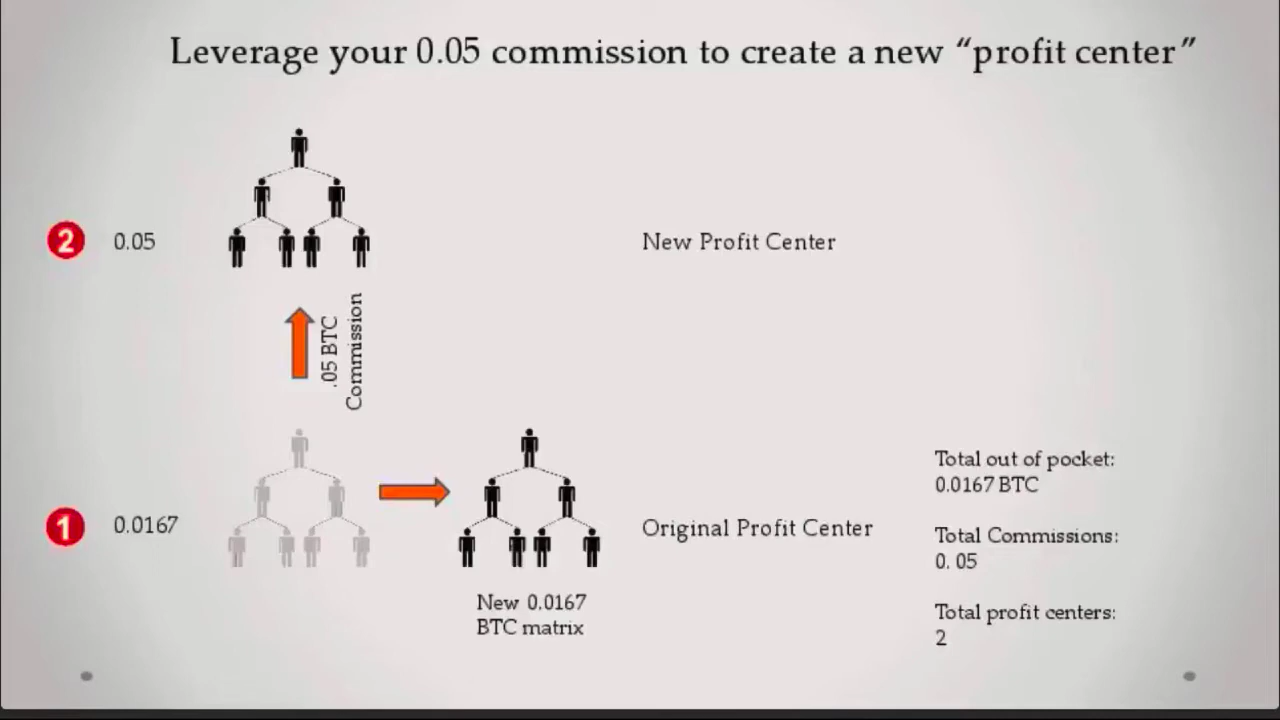 Leverage your 0.05 commission to create a new “profit center”
2
0.05
New Profit Center
.05 BTC
Commission
1
0.0167
Original Profit Center
New 0.0167
BTC matrix
Total out of pocket:
0.0167 BTC
Total Commissions:
0. 05
Total profit centers:
2